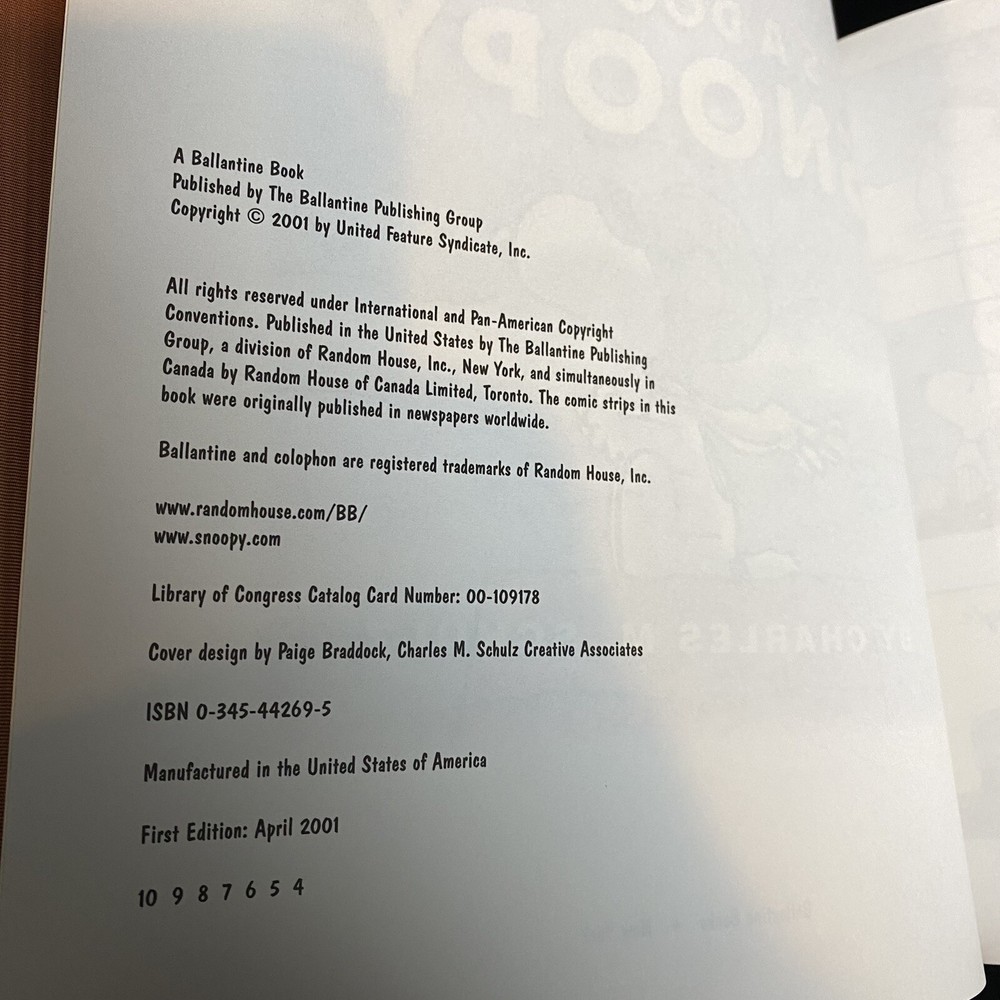 A Ballantine Book
Published by The Ballantine Publishing Group
Copyright © 2001 by United Feature Syndicate, Inc.
All rights reserved under International and Pan-American Copyright
Conventions. Published in the United States by The Ballantine Publishing
Group, a division of Random House, Inc., New York, and simultaneously in
Canada by Random House of Canada Limited, Toronto. The comic strips in this
book were originally published in newspapers worldwide.
Ballantine and colophon are registered trademarks of Random House, Inc.
www.randomhouse.com/BB/
www.snoopy.com
Library of Congress Catalog Card Number: 00-109178
Cover design by Paige Braddock, Charles M. Schulz Creative Associates
ISBN 0-345-44269-5
Manufactured in the United States of America
First Edition: April 2001
10 9 8 7 6 5 4